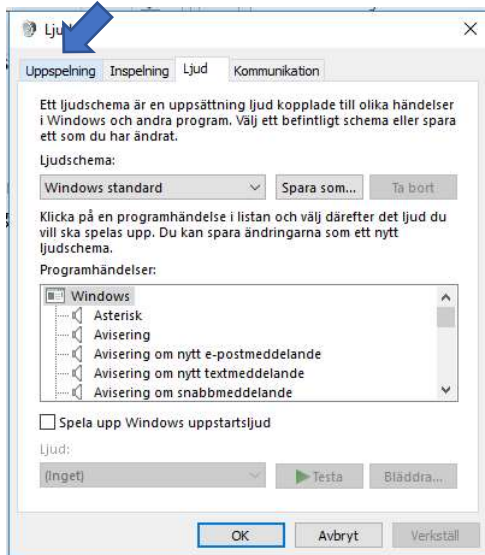 Ljud
Uppspelning Inspelning Ljud Kommunikation
Ett ljudschema är en uppsättning ljud kopplade till olika händelser
i Windows och andra program. Välj ett befintligt schema eller spara
ett som du har ändrat.
Ljudschema:
Windows standard Spara som... Ta bort
Klicka på en programhändelse i listan och välj därefter det ljud du
vill ska spelas upp. Du kan spara ändringarna som ett nytt
ljudschema.
Programhändelser:
Windows
Asterisk
Avisering
Avisering om nytt e-postmeddelande
Avisering om nytt textmeddelande
Avisering om snabbmeddelande
Spela upp Windows uppstartsljud
Ljud:
(Inget) Testa Bläddra...
OK Avbryt Verkställ